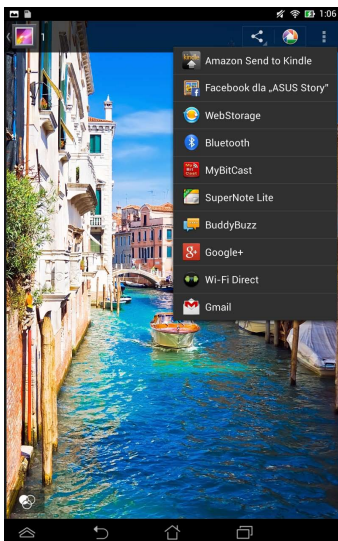 1:06
1
Amazon Send to Kindle
Facebook dla „ASUS Story”
WebStorage
Bluetooth
MyBitCast
SuperNote Lite
BuddyBuzz
Google+
Wi-Fi Direct
Gmail